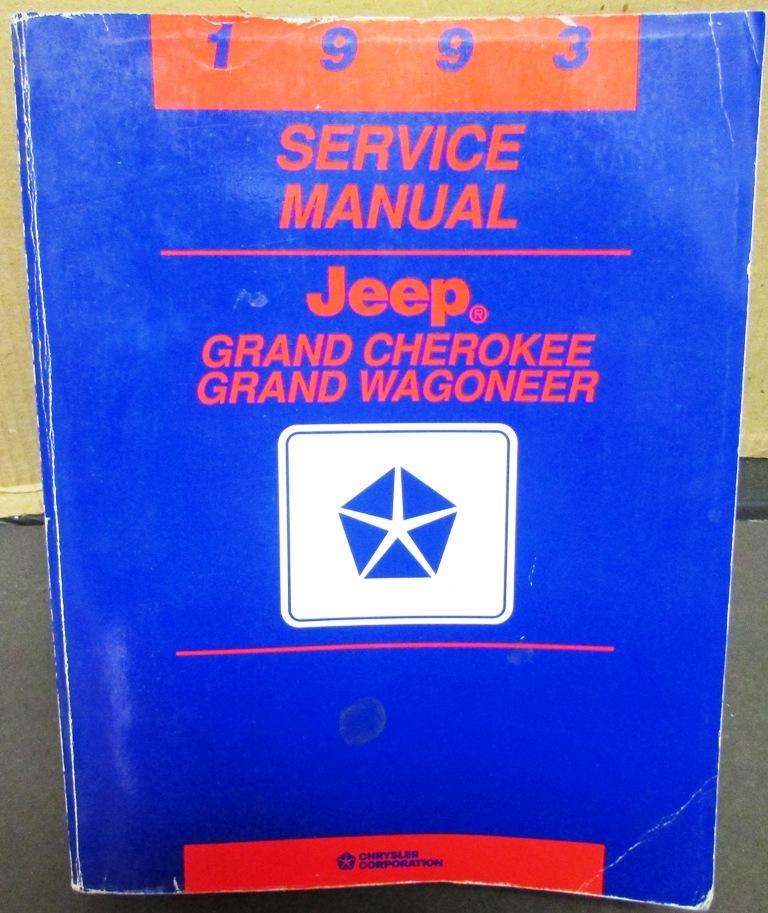 1 9 9 3
SERVICE
MANUAL
Jeep®
GRAND CHEROKEE
GRAND WAGONEER
CHRYSLER
CORPORATION